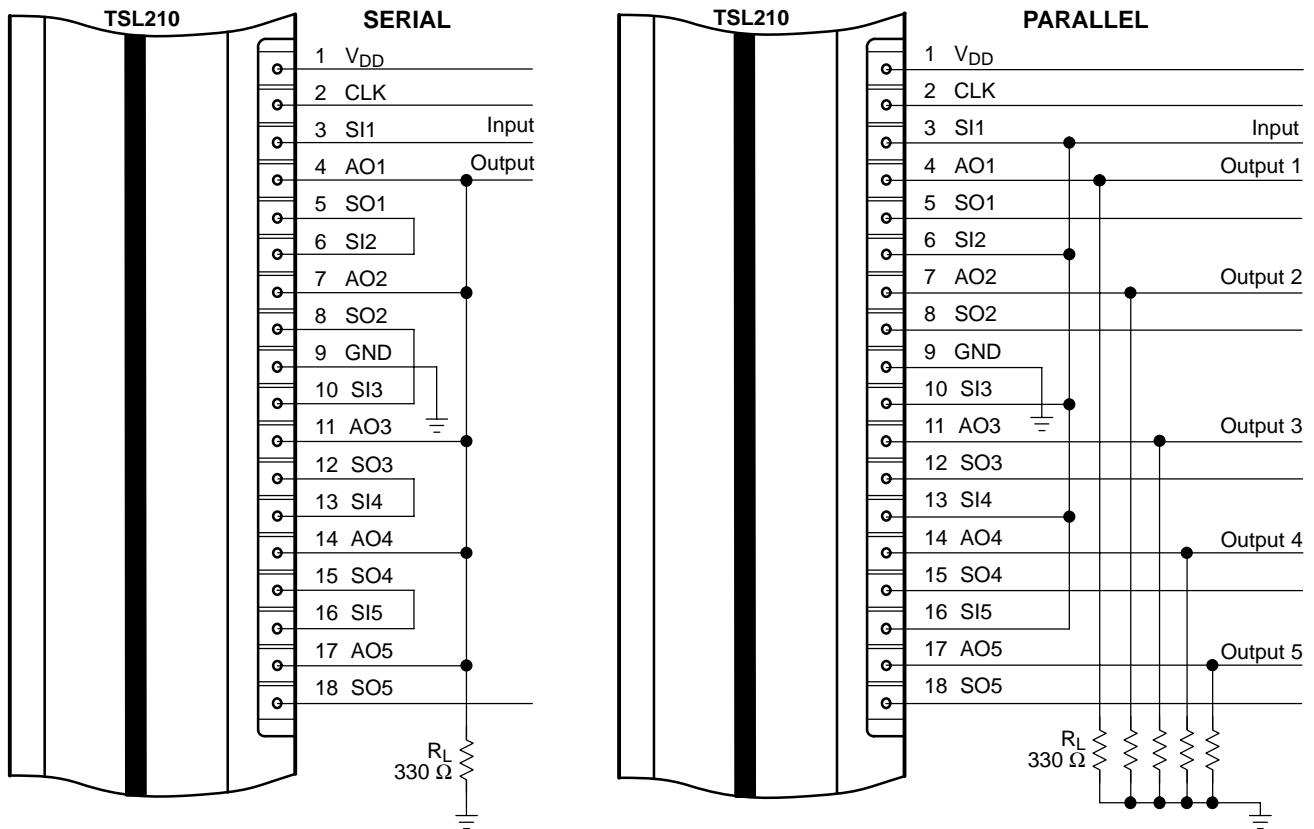 TSL210
SERIAL
1 VDD
2 CLK
3 SI1 Input
4 AO1 Output
5 SO1
6 SI2
7 AO2
8 SO2
9 GND
10 SI3
11 AO3
12 SO3
13 SI4
14 AO4
15 SO4
16 SI5
17 AO5
18 SO5
RL
330 Ω
TSL210
PARALLEL
1 VDD
2 CLK
3 SI1 Input
4 AO1 Output 1
5 SO1
6 SI2
7 AO2 Output 2
8 SO2
9 GND
10 SI3
11 AO3 Output 3
12 SO3
13 SI4
14 AO4 Output 4
15 SO4
16 SI5
17 AO5 Output 5
18 SO5
RL
330 Ω